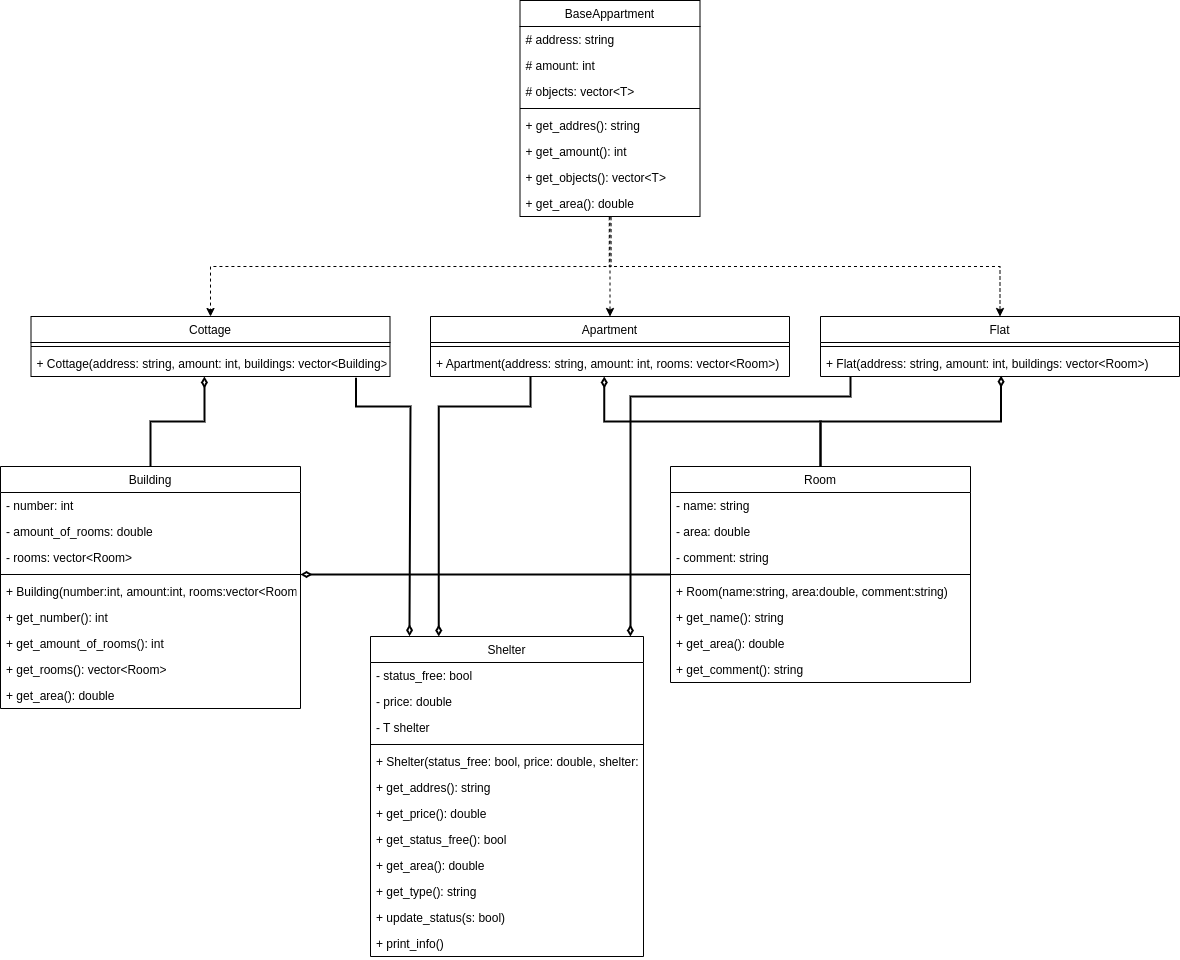 BaseAppartment
# address: string
# amount: int
# objects: vector<T>
+ get_addres(): string
+ get_amount(): int
+ get_objects(): vector<T>
+ get_area(): double
Cottage
+ Cottage(address: string, amount: int, buildings: vector<Building>
Apartment
+ Apartment(address: string, amount: int, rooms: vector<Room>)
Flat
+ Flat(address: string, amount: int, buildings: vector<Room>)
Building
- number: int
- amount_of_rooms: double
- rooms: vector<Room>
+ Building(number:int, amount:int, rooms:vector<Room
+ get_number(): int
+ get_amount_of_rooms(): int
+ get_rooms(): vector<Room>
+ get_area(): double
Room
- name: string
- area: double
- comment: string
+ Room(name:string, area:double, comment:string)
+ get_name(): string
+ get_area(): double
+ get_comment(): string
Shelter
- status_free: bool
- price: double
- T shelter
+ Shelter(status_free: bool, price: double, shelter:
+ get_addres(): string
+ get_price(): double
+ get_status_free(): bool
+ get_area(): double
+ get_type(): string
+ update_status(s: bool)
+ print_info()